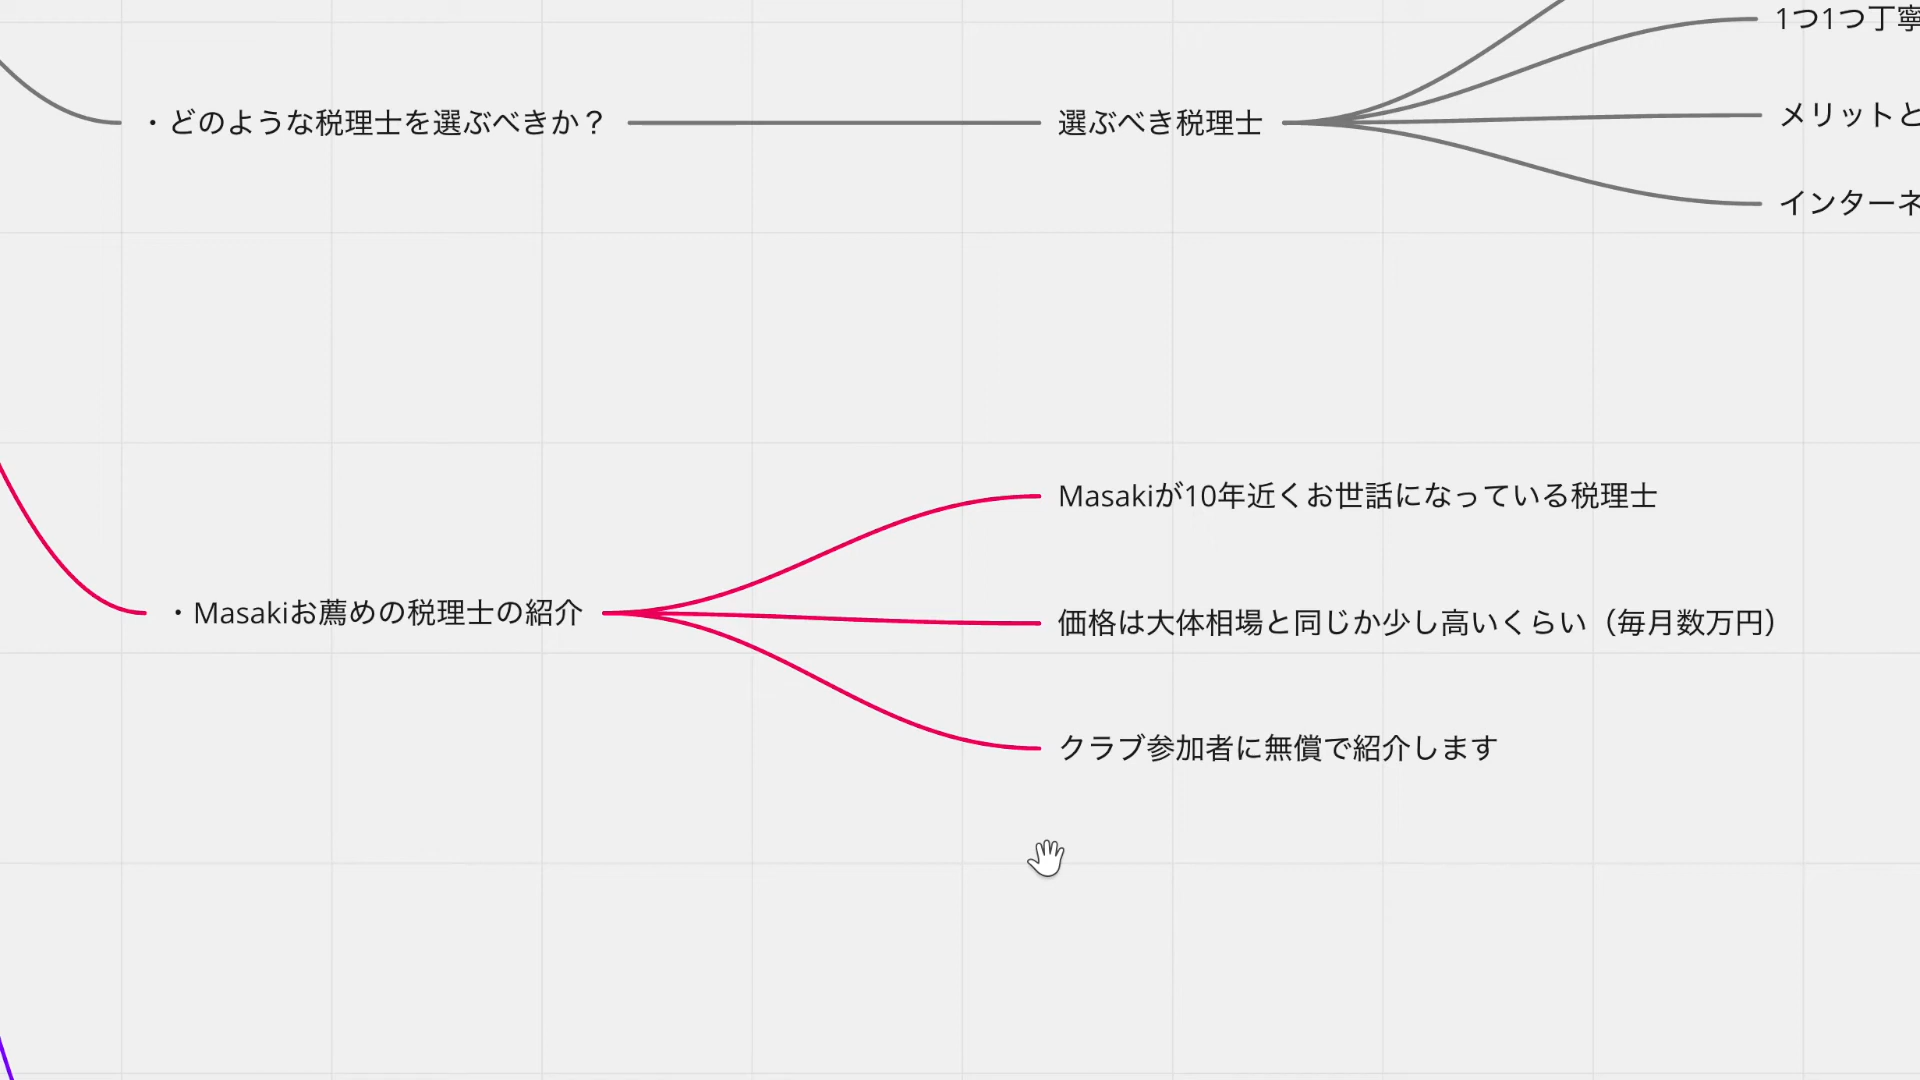 1つ1つ丁寧
・どのような税理士を選ぶべきか？
選ぶべき税理士
メリットと
インターネ
Masakiが10年近くお世話になっている税理士
・Masakiお薦めの税理士の紹介
価格は大体相場と同じか少し高いくらい（毎月数万円）
クラブ参加者に無償で紹介します